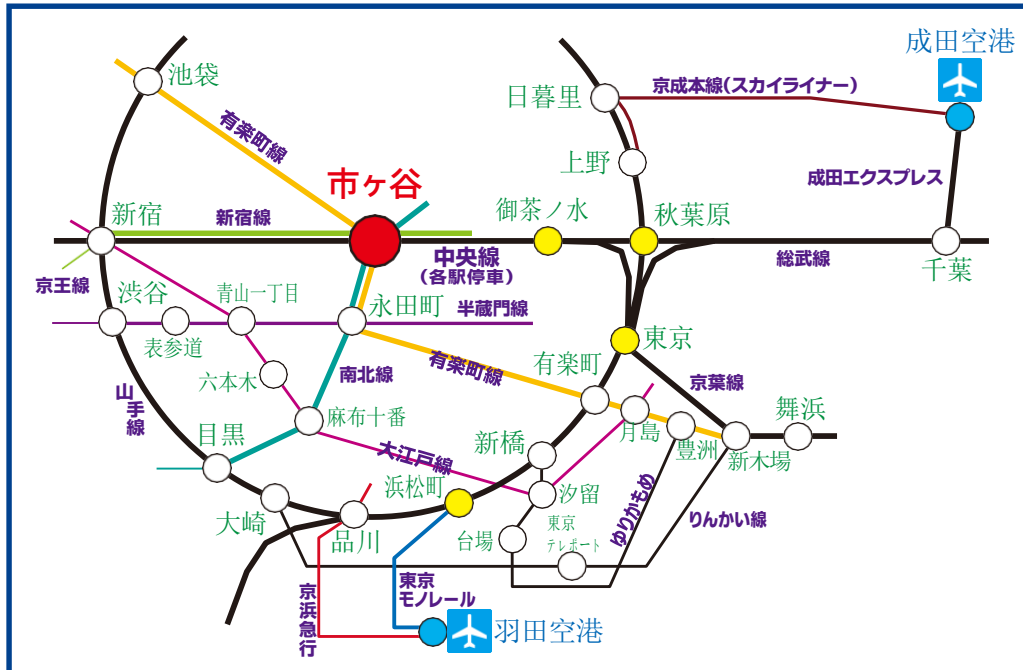 成田空港
池袋
京成本線(スカイライナー)
日暮里
有楽町線
上野
市ヶ谷
成田エクスプレス
新宿
新宿線
御茶ノ水
秋葉原
中央線
(各駅停車)
総武線
千葉
京王線
渋谷
青山一丁目
永田町
半蔵門線
表参道
東京
有楽町
有楽町線
六本木
南北線
京葉線
山手線
麻布十番
月島
舞浜
豊洲
新木場
目黒
大江戸線
新橋
浜松町
汐留
ゆりかもめ
りんかい線
大崎
品川
台場
東京
テレポート
京浜急行
東京
モノレール
羽田空港